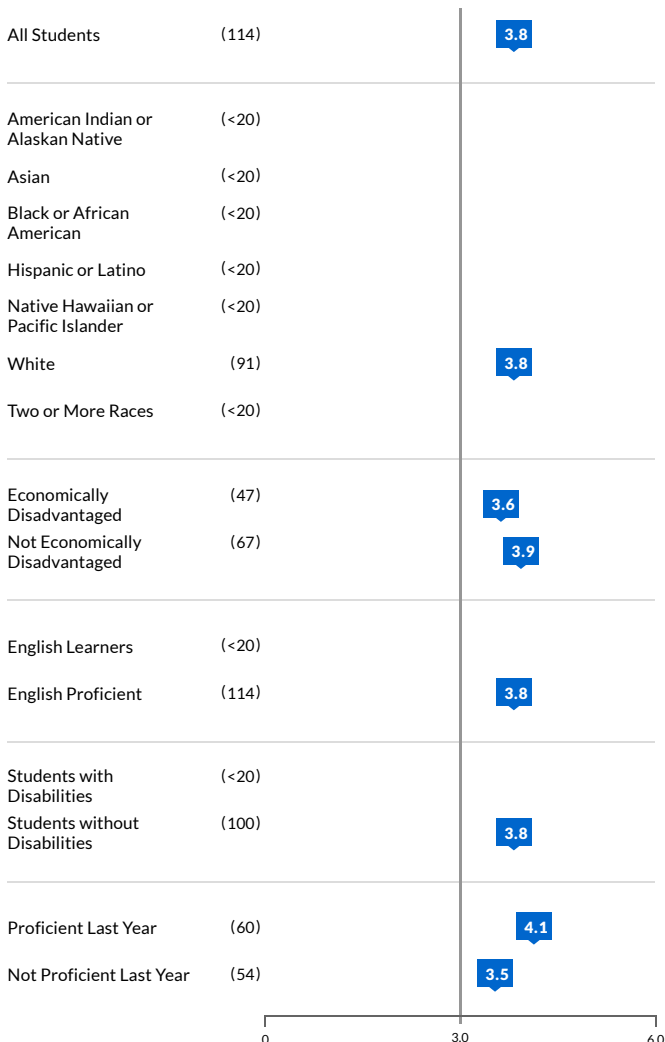 All Students (114) 3.8
American Indian or (<20)
Alaskan Native
Asian (<20)
Black or African (<20)
American
Hispanic or Latino (<20)
Native Hawaiian or (<20)
Pacific Islander
White (91) 3.8
Two or More Races (<20)
Economically (47) 3.6
Disadvantaged
Not Economically (67) 3.9
Disadvantaged
English Learners (<20)
English Proficient (114) 3.8
Students with (<20)
Disabilities
Students without (100) 3.8
Disabilities
Proficient Last Year (60) 4.1
Not Proficient Last Year (54) 3.5
0 3.0 6.0